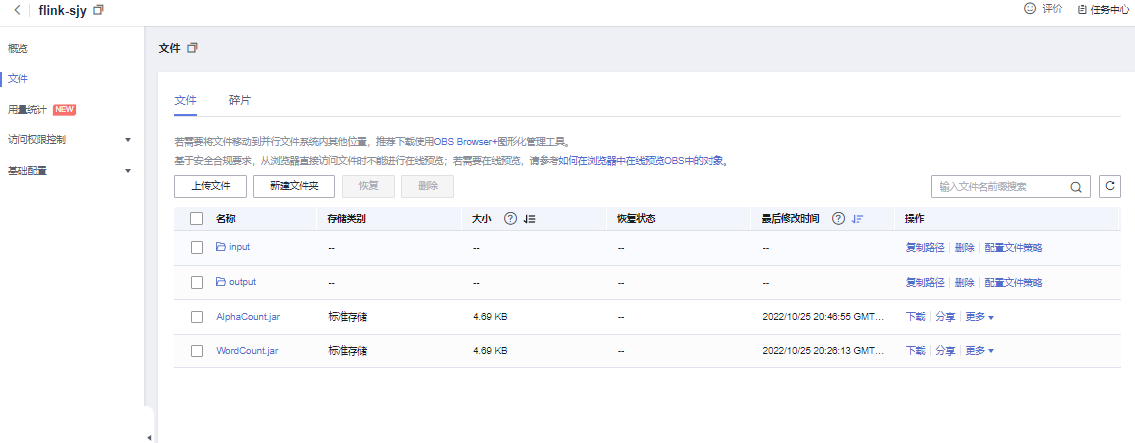 flink-sjy
评价 任务中心
概览
文件
用量统计 NEW
访问权限控制
基础配置
文件
文件 碎片
若需要将文件移动到并行文件系统内其他位置，推荐下载使用OBS Browser+图形化管理工具。
基于安全合规要求，从浏览器直接访问文件时不能进行在线预览；若需要在线预览，请参考如何在浏览器中在线预览OBS中的对象。
上传文件 新建文件夹 恢复 删除 输入文件名前缀搜索
名称 存储类别 大小 恢复状态 最后修改时间 操作
input -- -- -- -- 复制路径 删除 配置文件策略
output -- -- -- -- 复制路径 删除 配置文件策略
AlphaCount.jar 标准存储 4.69 KB -- 2022/10/25 20:46:55 GMT... 下载 分享 更多
WordCount.jar 标准存储 4.69 KB -- 2022/10/25 20:26:13 GMT... 下载 分享 更多